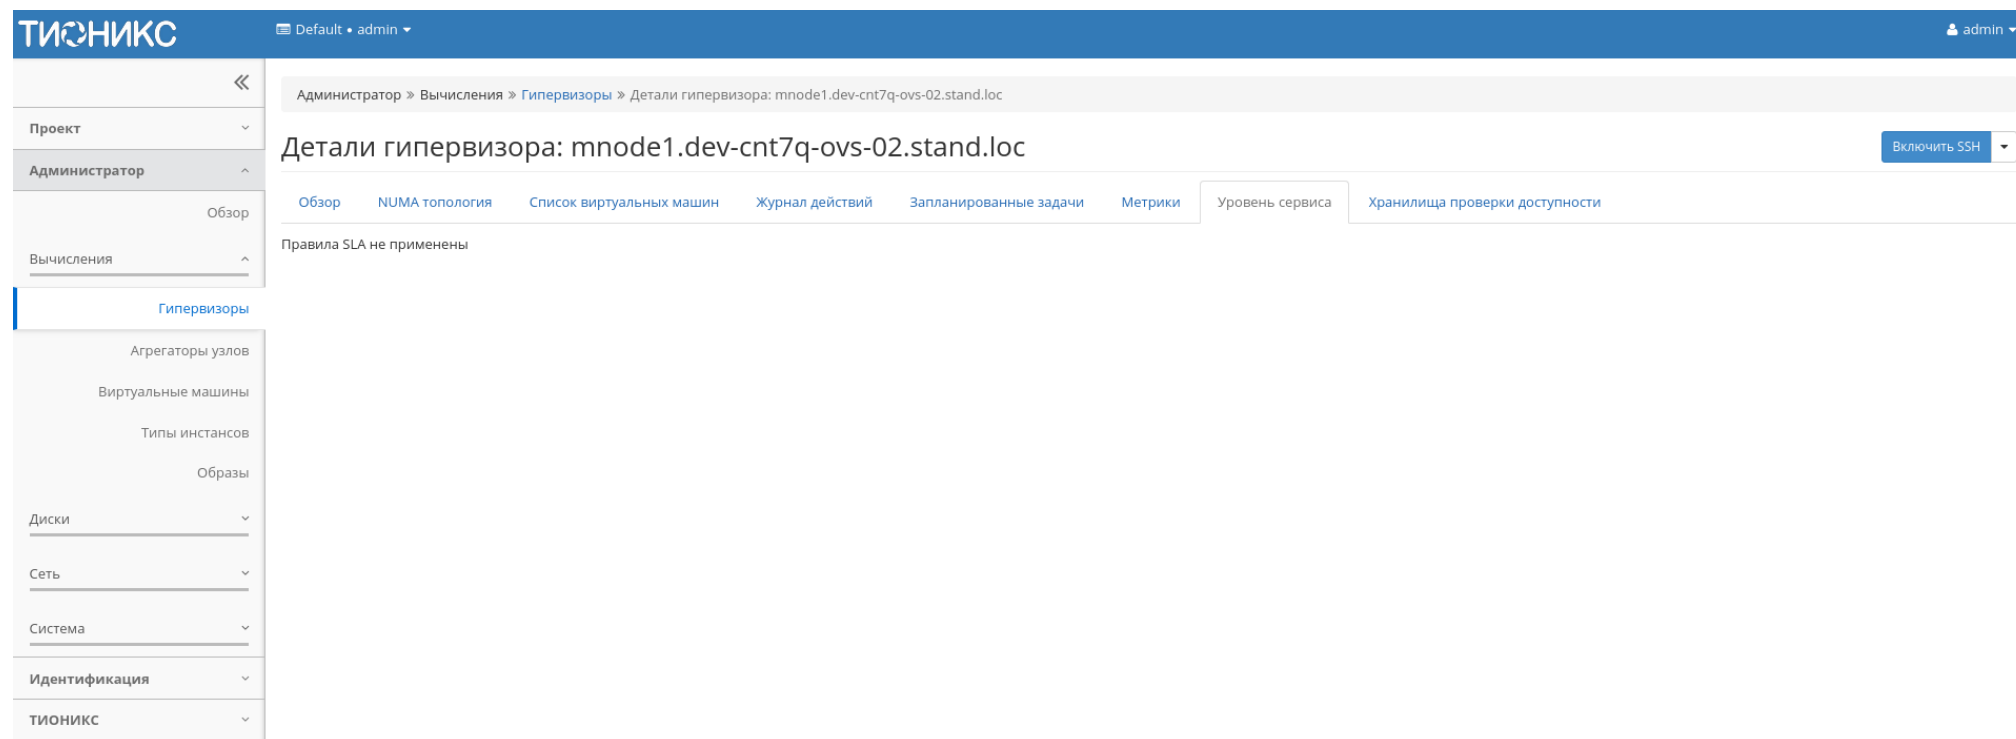 ТИОНИКС
Default • admin
admin
Администратор » Вычисления » Гипервизоры » Детали гипервизора: mnode1.dev-cnt7q-ovs-02.stand.loc
Проект
Детали гипервизора: mnode1.dev-cnt7q-ovs-02.stand.loc
Включить SSH
Администратор
Обзор NUMA топология Список виртуальных машин Журнал действий Запланированные задачи Метрики Уровень сервиса Хранилища проверки доступности
Обзор
Правила SLA не применены
Вычисления
Гипервизоры
Агрегаторы узлов
Виртуальные машины
Типы инстансов
Образы
Диски
Сеть
Система
Идентификация
ТИОНИКС